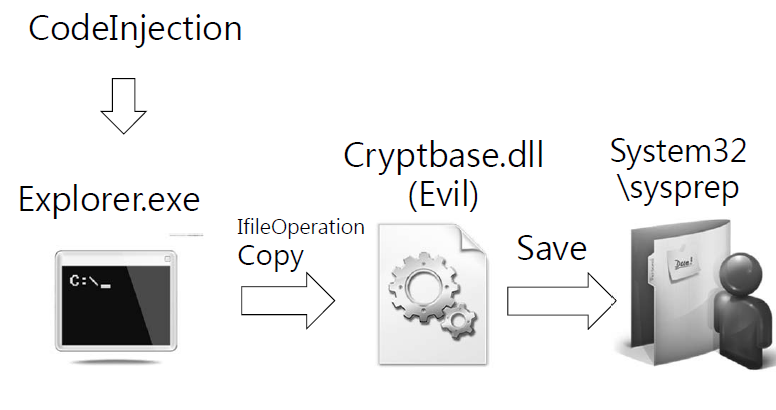 CodeInjection
Explorer.exe
IfileOperation
Copy
Cryptbase.dll
(Evil)
Save
System32
\sysprep
C:\_